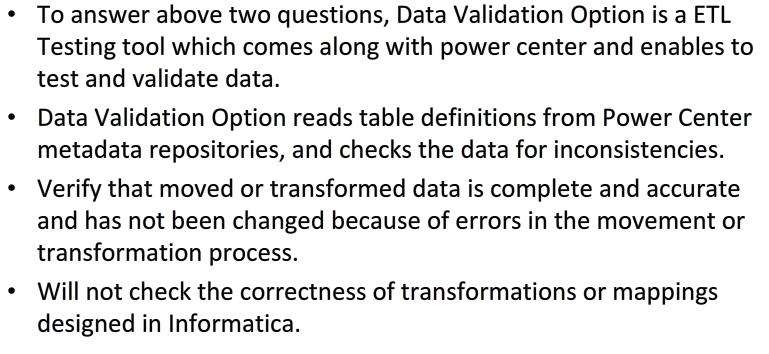 • To answer above two questions, Data Validation Option is a ETL
Testing tool which comes along with power center and enables to
test and validate data.
• Data Validation Option reads table definitions from Power Center
metadata repositories, and checks the data for inconsistencies.
• Verify that moved or transformed data is complete and accurate
and has not been changed because of errors in the movement or
transformation process.
• Will not check the correctness of transformations or mappings
designed in Informatica.